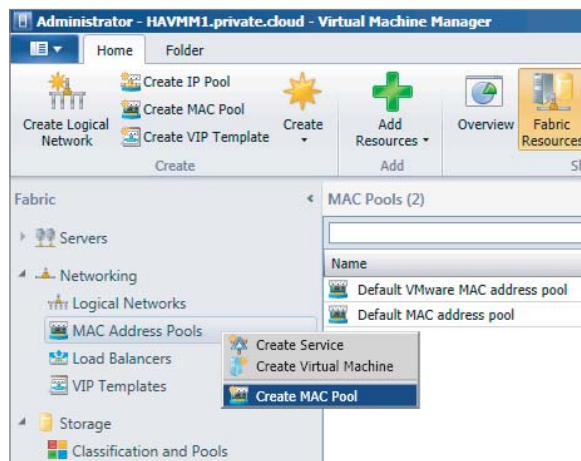 Administrator - HAVMM1.private.cloud - Virtual Machine Manager
Home
Folder
Create Logical Network
Create IP Pool
Create MAC Pool
Create VIP Template
Create
Add Resources
Overview
Fabric Resources
Create
Add
Fabric
MAC Pools (2)
Servers
Networking
Logical Networks
MAC Address Pools
Load Balancers
VIP Templates
Storage
Classification and Pools
Name
Default VMware MAC address pool
Default MAC address pool
Create Service
Create Virtual Machine
Create MAC Pool